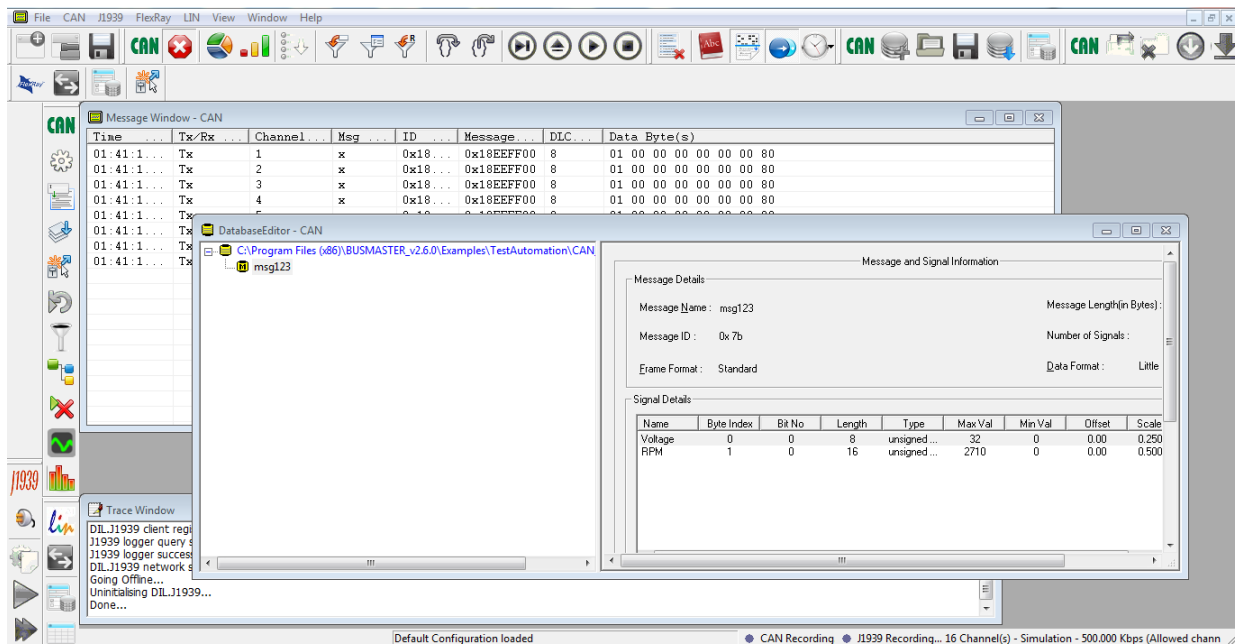 File CAN J1939 FlexRay LIN View Window Help
CAN
Abc
CAN
CAN
CAN
Message Window - CAN
Time ... Tx/Rx ... Channel... Msg ... ID ... Message... DLC... Data Byte(s)
01:41:1... Tx 1 x 0x18... 0x18EEFF00 8 01 00 00 00 00 00 00 80
01:41:1... Tx 2 x 0x18... 0x18EEFF00 8 01 00 00 00 00 00 00 80
01:41:1... Tx 3 x 0x18... 0x18EEFF00 8 01 00 00 00 00 00 00 80
01:41:1... Tx 4 x 0x18... 0x18EEFF00 8 01 00 00 00 00 00 00 80
01:41:1... Tx
01:41:1... Tx
01:41:1... Tx
01:41:1... Tx
DatabaseEditor - CAN
C:\Program Files (x86)\BUSMASTER_v2.6.0\Examples\TestAutomation\CAN_
msg123
Message and Signal Information
Message Details
Message Name : msg123 Message Length(in Bytes) :
Message ID : 0x 7b Number of Signals :
Frame Format : Standard Data Format : Little
Signal Details
Name Byte Index Bit No Length Type Max Val Min Val Offset Scale
Voltage 0 0 8 unsigned ... 32 0 0.00 0.250
RPM 1 0 16 unsigned ... 2710 0 0.00 0.500
J1939
lin
Trace Window
DIL.J1939 client regi
J1939 logger query s
J1939 logger success
DIL.J1939 network s
Going Offline...
Uninitialising DIL.J1939...
Done...
Default Configuration loaded
CAN Recording J1939 Recording... 16 Channel(s) - Simulation - 500.000 Kbps (Allowed chann